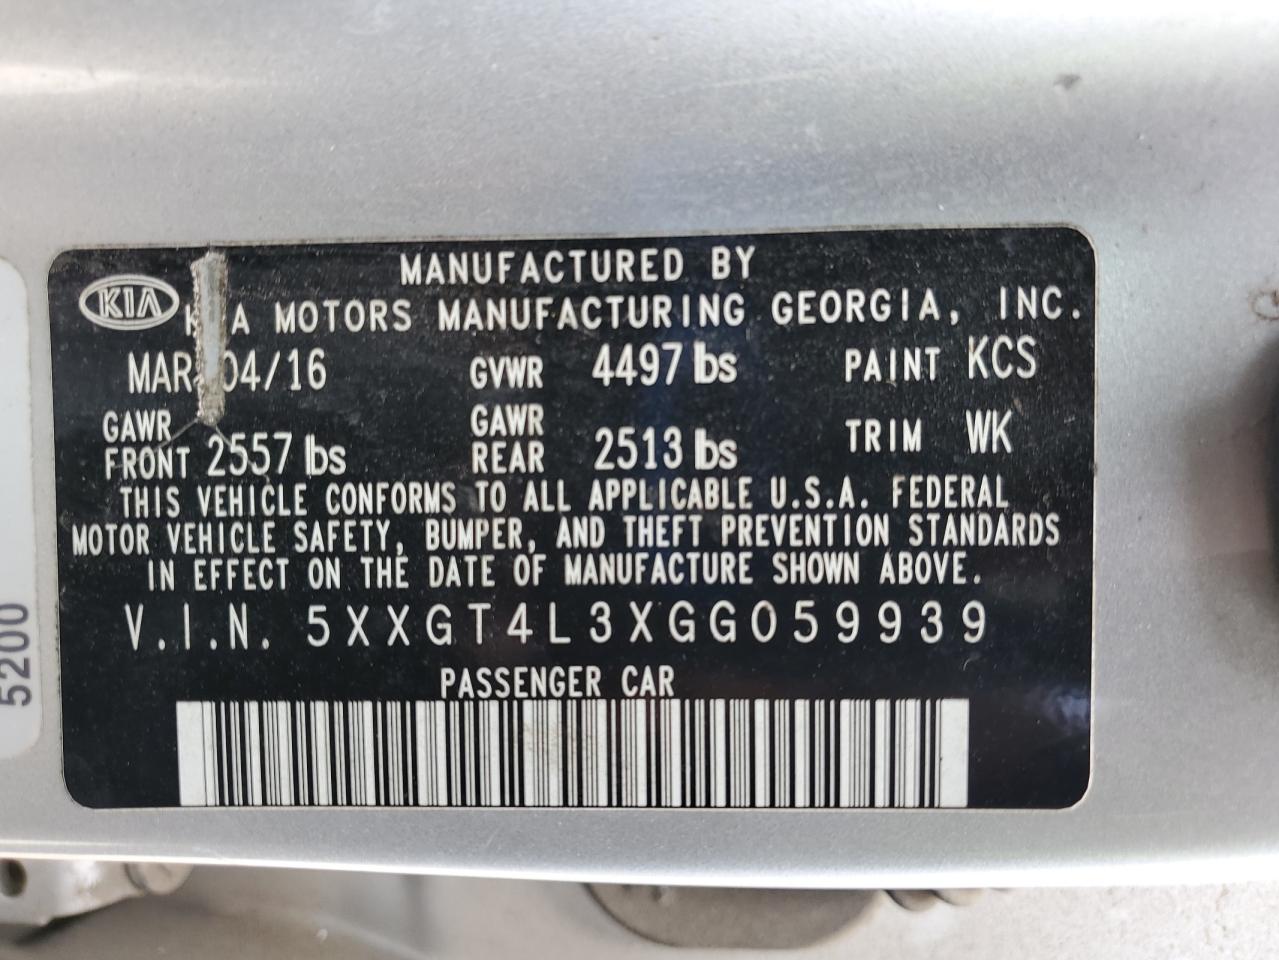 MANUFACTURED BY
KIA
KIA MOTORS MANUFACTURING GEORGIA, INC.
MAR 04/16 GVWR 4497 lbs PAINT KCS
GAWR FRONT 2557 lbs GAWR REAR 2513 lbs TRIM WK
THIS VEHICLE CONFORMS TO ALL APPLICABLE U.S.A. FEDERAL
MOTOR VEHICLE SAFETY, BUMPER, AND THEFT PREVENTION STANDARDS
IN EFFECT ON THE DATE OF MANUFACTURE SHOWN ABOVE.
V.I.N. 5XXGT4L3XGG059939
PASSENGER CAR
5200